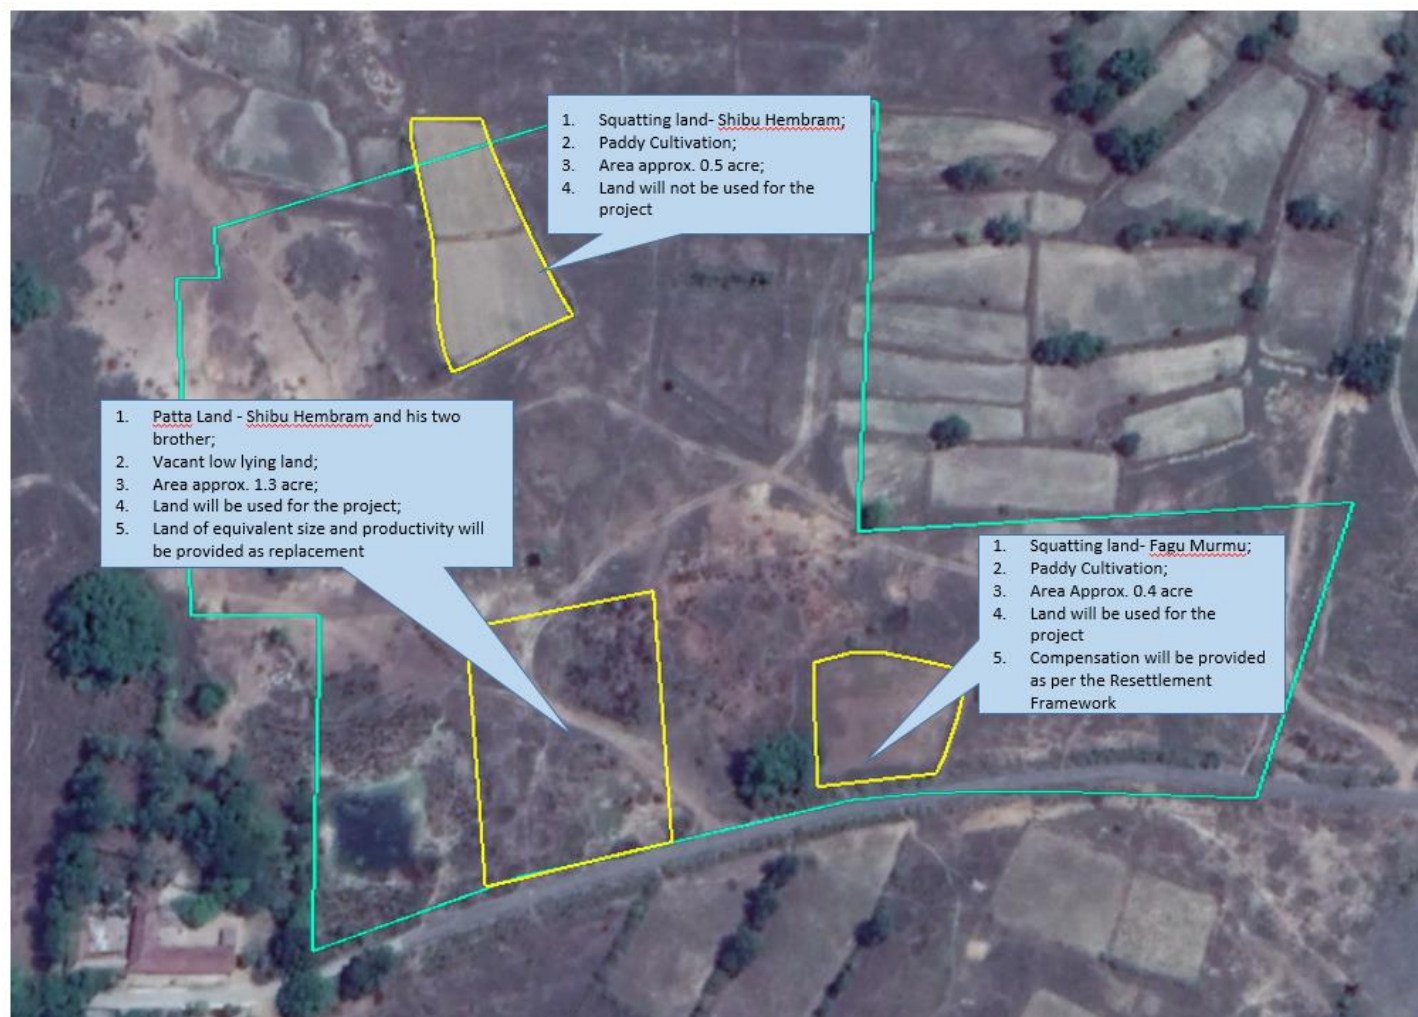 1. Squatting land- Shibu Hembram;
2. Paddy Cultivation;
3. Area approx. 0.5 acre;
4. Land will not be used for the
project
1. Patta Land - Shibu Hembram and his two
brother;
2. Vacant low lying land;
3. Area approx. 1.3 acre;
4. Land will be used for the project;
5. Land of equivalent size and productivity will
be provided as replacement
1. Squatting land- Fagu Murmu;
2. Paddy Cultivation;
3. Area Approx. 0.4 acre
4. Land will be used for the
project
5. Compensation will be provided
as per the Resettlement
Framework